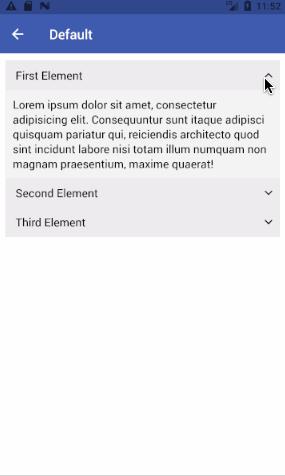 11:52
Default
First Element
Lorem ipsum dolor sit amet, consectetur
adipisicing elit. Consequuntur sunt itaque adipisci
quisquam pariatur qui, reiciendis architecto quod
sint incidunt labore nisi totam illum numquam non
magnam praesentium, maxime quaerat!
Second Element
Third Element